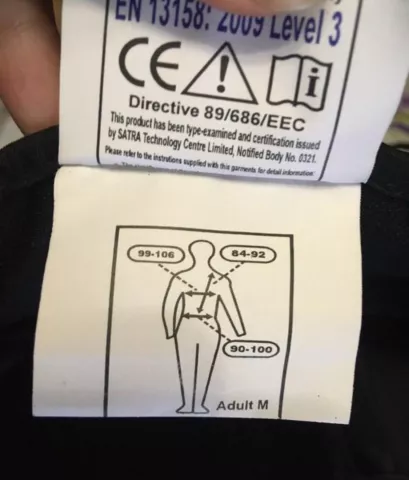 EN 13158: 2009 Level 3
CE
Directive 89/686/EEC
This product has been type-examined and certification issued
by SATRA Technology Centre Limited, Notified Body No. 0321.
Please refer to the instrutions supplied with this garments for detail information:
99-106 84-92
90-100
Adult M